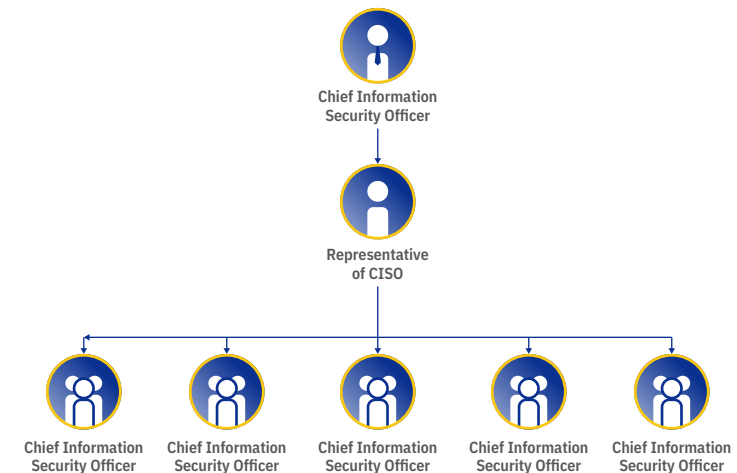 Chief Information
Security Officer
Representative
of CISO
Chief Information
Security Officer
Chief Information
Security Officer
Chief Information
Security Officer
Chief Information
Security Officer
Chief Information
Security Officer